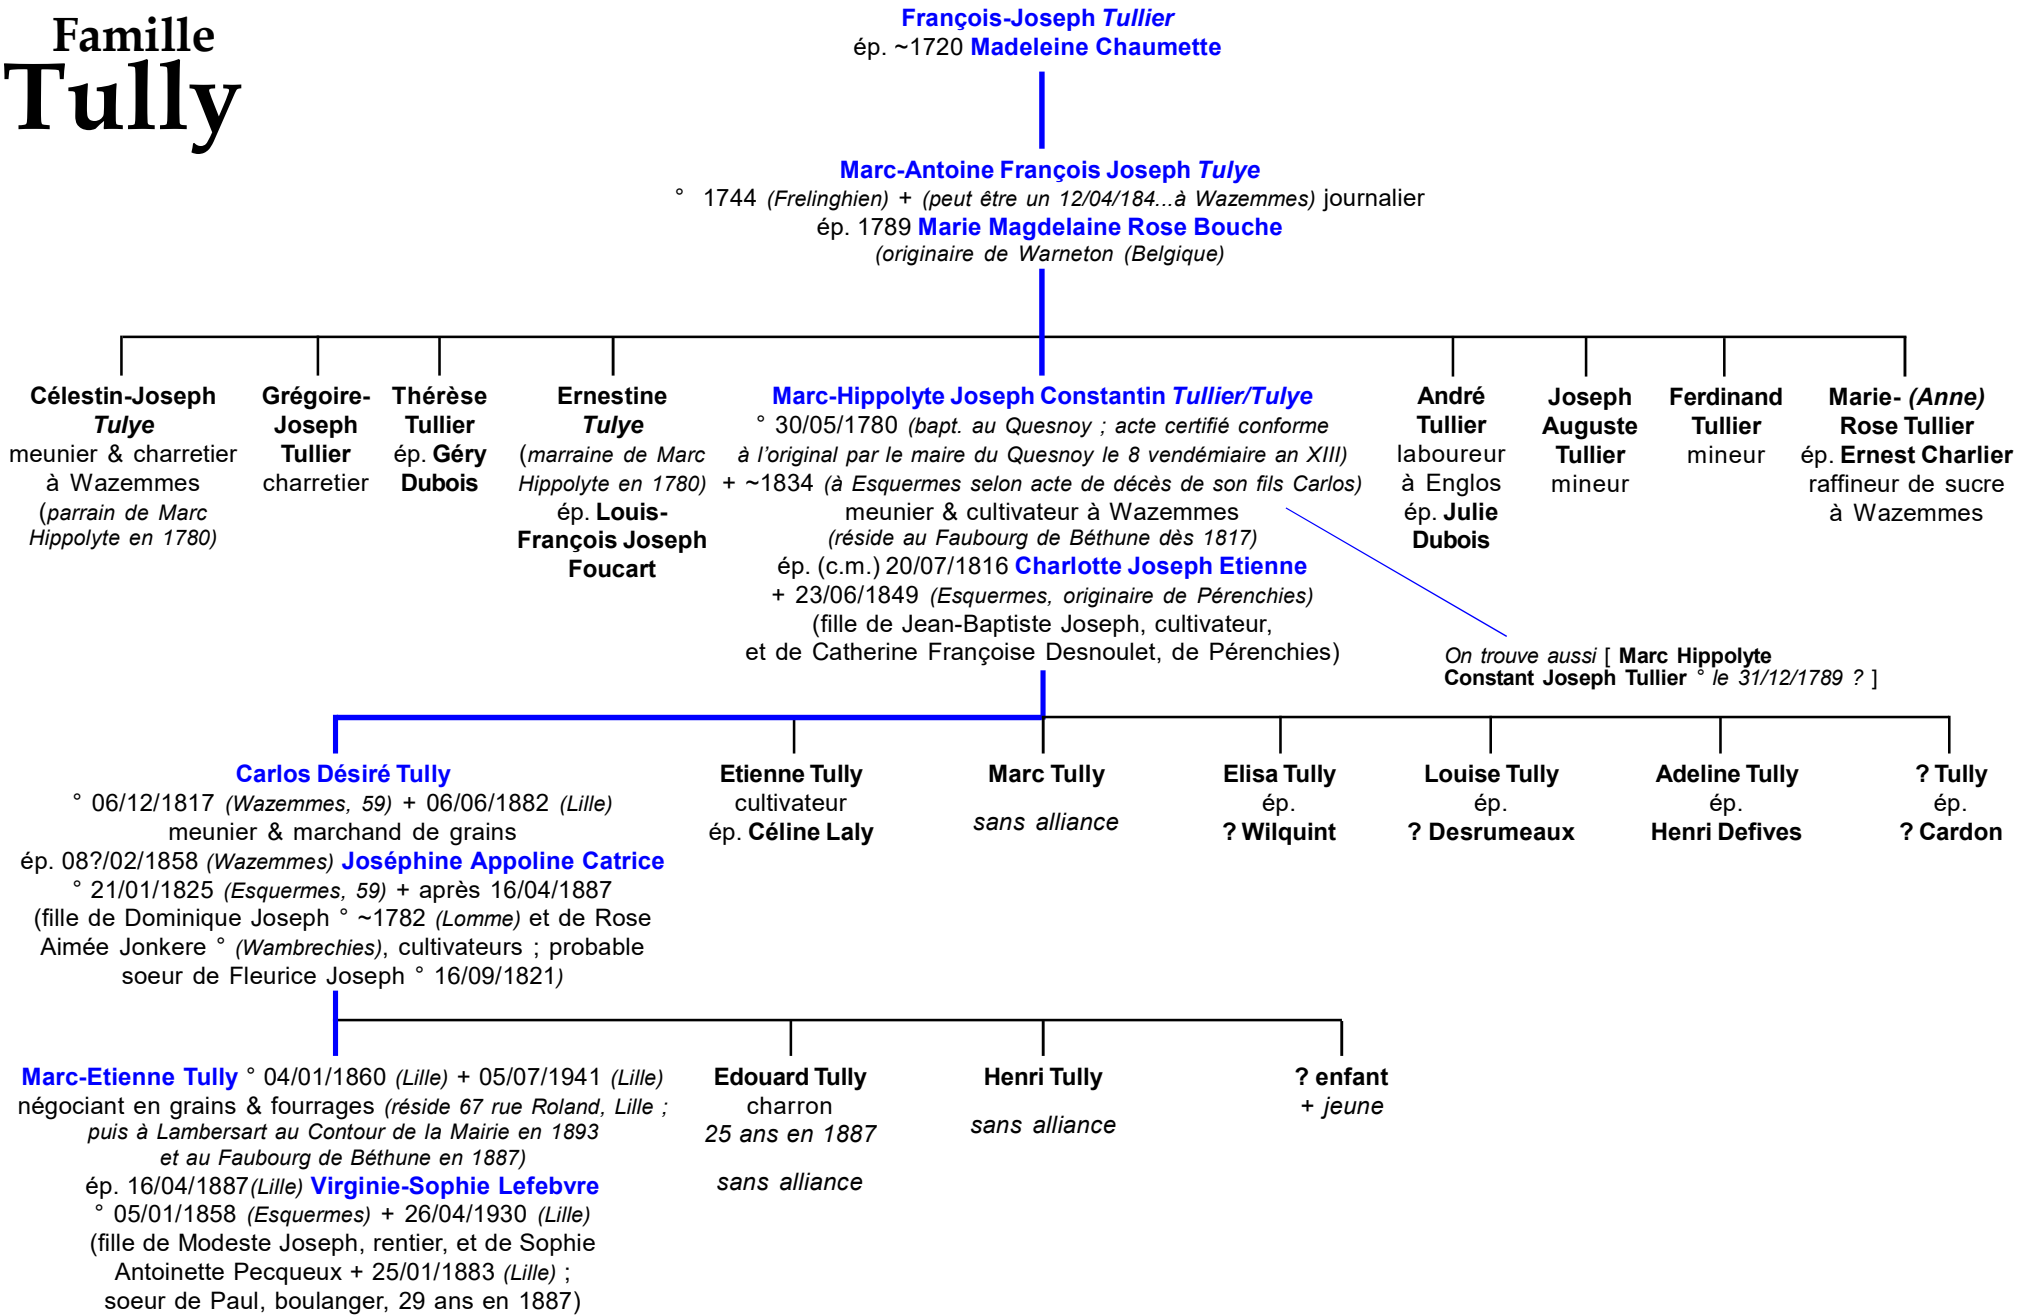 Famille
Tully
François-Joseph Tullier
ép. ~1720 Madeleine Chaumette
Marc-Antoine François Joseph Tulye
° 1744 (Frelinghien) + (peut être un 12/04/184...à Wazemmes) journalier
ép. 1789 Marie Magdelaine Rose Bouche
(originaire de Warneton (Belgique)
Célestin-Joseph
Tulye
meunier & charretier
à Wazemmes
(parrain de Marc
Hippolyte en 1780)
Grégoire-
Joseph
Tullier
charretier
Thérèse
Tullier
ép. Géry
Dubois
Ernestine
Tulye
(marraine de Marc
Hippolyte en 1780)
ép. Louis-
François Joseph
Foucart
Marc-Hippolyte Joseph Constantin Tullier/Tulye
° 30/05/1780 (bapt. au Quesnoy ; acte certifié conforme
à l'original par le maire du Quesnoy le 8 vendémiaire an XIII)
+ ~1834 (à Esquermes selon acte de décès de son fils Carlos)
meunier & cultivateur à Wazemmes
(réside au Faubourg de Béthune dès 1817)
ép. (c.m.) 20/07/1816 Charlotte Joseph Etienne
+ 23/06/1849 (Esquermes, originaire de Pérenchies)
(fille de Jean-Baptiste Joseph, cultivateur,
et de Catherine Françoise Desnoulet, de Pérenchies)
André
Tullier
laboureur
à Englos
ép. Julie
Dubois
Joseph
Auguste
Tullier
mineur
Ferdinand
Tullier
mineur
Marie- (Anne)
Rose Tullier
ép. Ernest Charlier
raffineur de sucre
à Wazemmes
On trouve aussi [ Marc Hippolyte
Constant Joseph Tullier ° le 31/12/1789 ? ]
Carlos Désiré Tully
° 06/12/1817 (Wazemmes, 59) + 06/06/1882 (Lille)
meunier & marchand de grains
ép. 08?/02/1858 (Wazemmes) Joséphine Appoline Catrice
° 21/01/1825 (Esquermes, 59) + après 16/04/1887
(fille de Dominique Joseph ° ~1782 (Lomme) et de Rose
Aimée Jonkere ° (Wambrechies), cultivateurs ; probable
soeur de Fleurice Joseph ° 16/09/1821)
Etienne Tully
cultivateur
ép. Céline Laly
Marc Tully
sans alliance
Elisa Tully
ép.
? Wilquint
Louise Tully
ép.
? Desrumeaux
Adeline Tully
ép.
Henri Defives
? Tully
ép.
? Cardon
Marc-Etienne Tully ° 04/01/1860 (Lille) + 05/07/1941 (Lille)
négociant en grains & fourrages (réside 67 rue Roland, Lille ;
puis à Lambersart au Contour de la Mairie en 1893
et au Faubourg de Béthune en 1887)
ép. 16/04/1887(Lille) Virginie-Sophie Lefebvre
° 05/01/1858 (Esquermes) + 26/04/1930 (Lille)
(fille de Modeste Joseph, rentier, et de Sophie
Antoinette Pecqueux + 25/01/1883 (Lille) ;
soeur de Paul, boulanger, 29 ans en 1887)
Edouard Tully
charron
25 ans en 1887
sans alliance
Henri Tully
sans alliance
? enfant
+ jeune